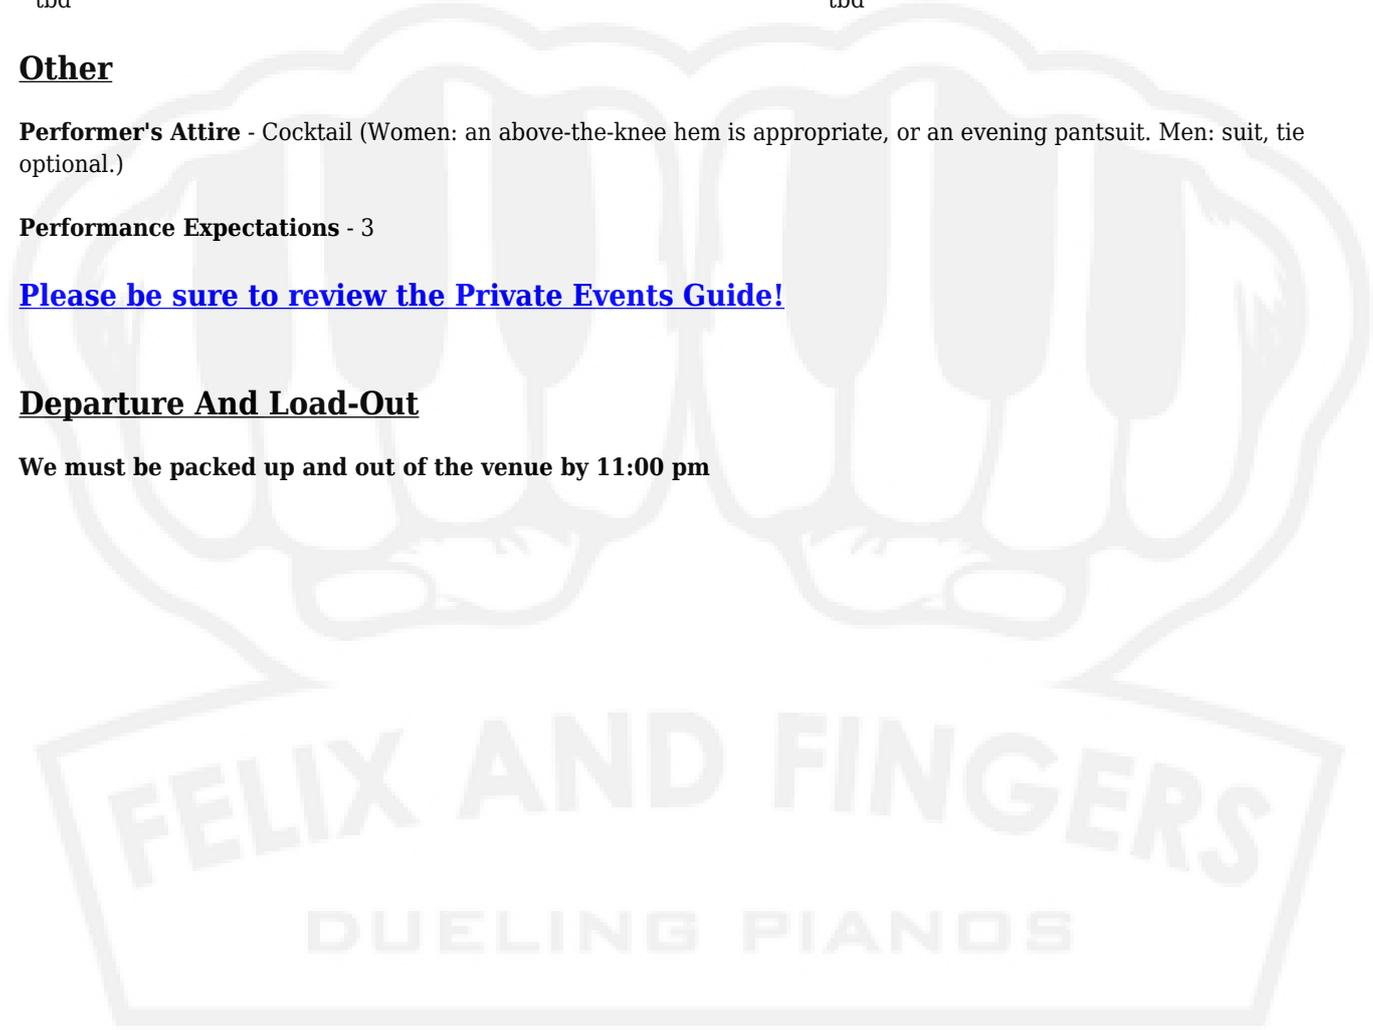 tbd tbd
Other
Performer's Attire - Cocktail (Women: an above-the-knee hem is appropriate, or an evening pantsuit. Men: suit, tie
optional.)
Performance Expectations - 3
Please be sure to review the Private Events Guide!
Departure And Load-Out
We must be packed up and out of the venue by 11:00 pm
FELIX AND FINGERS
DUELING PIANOS